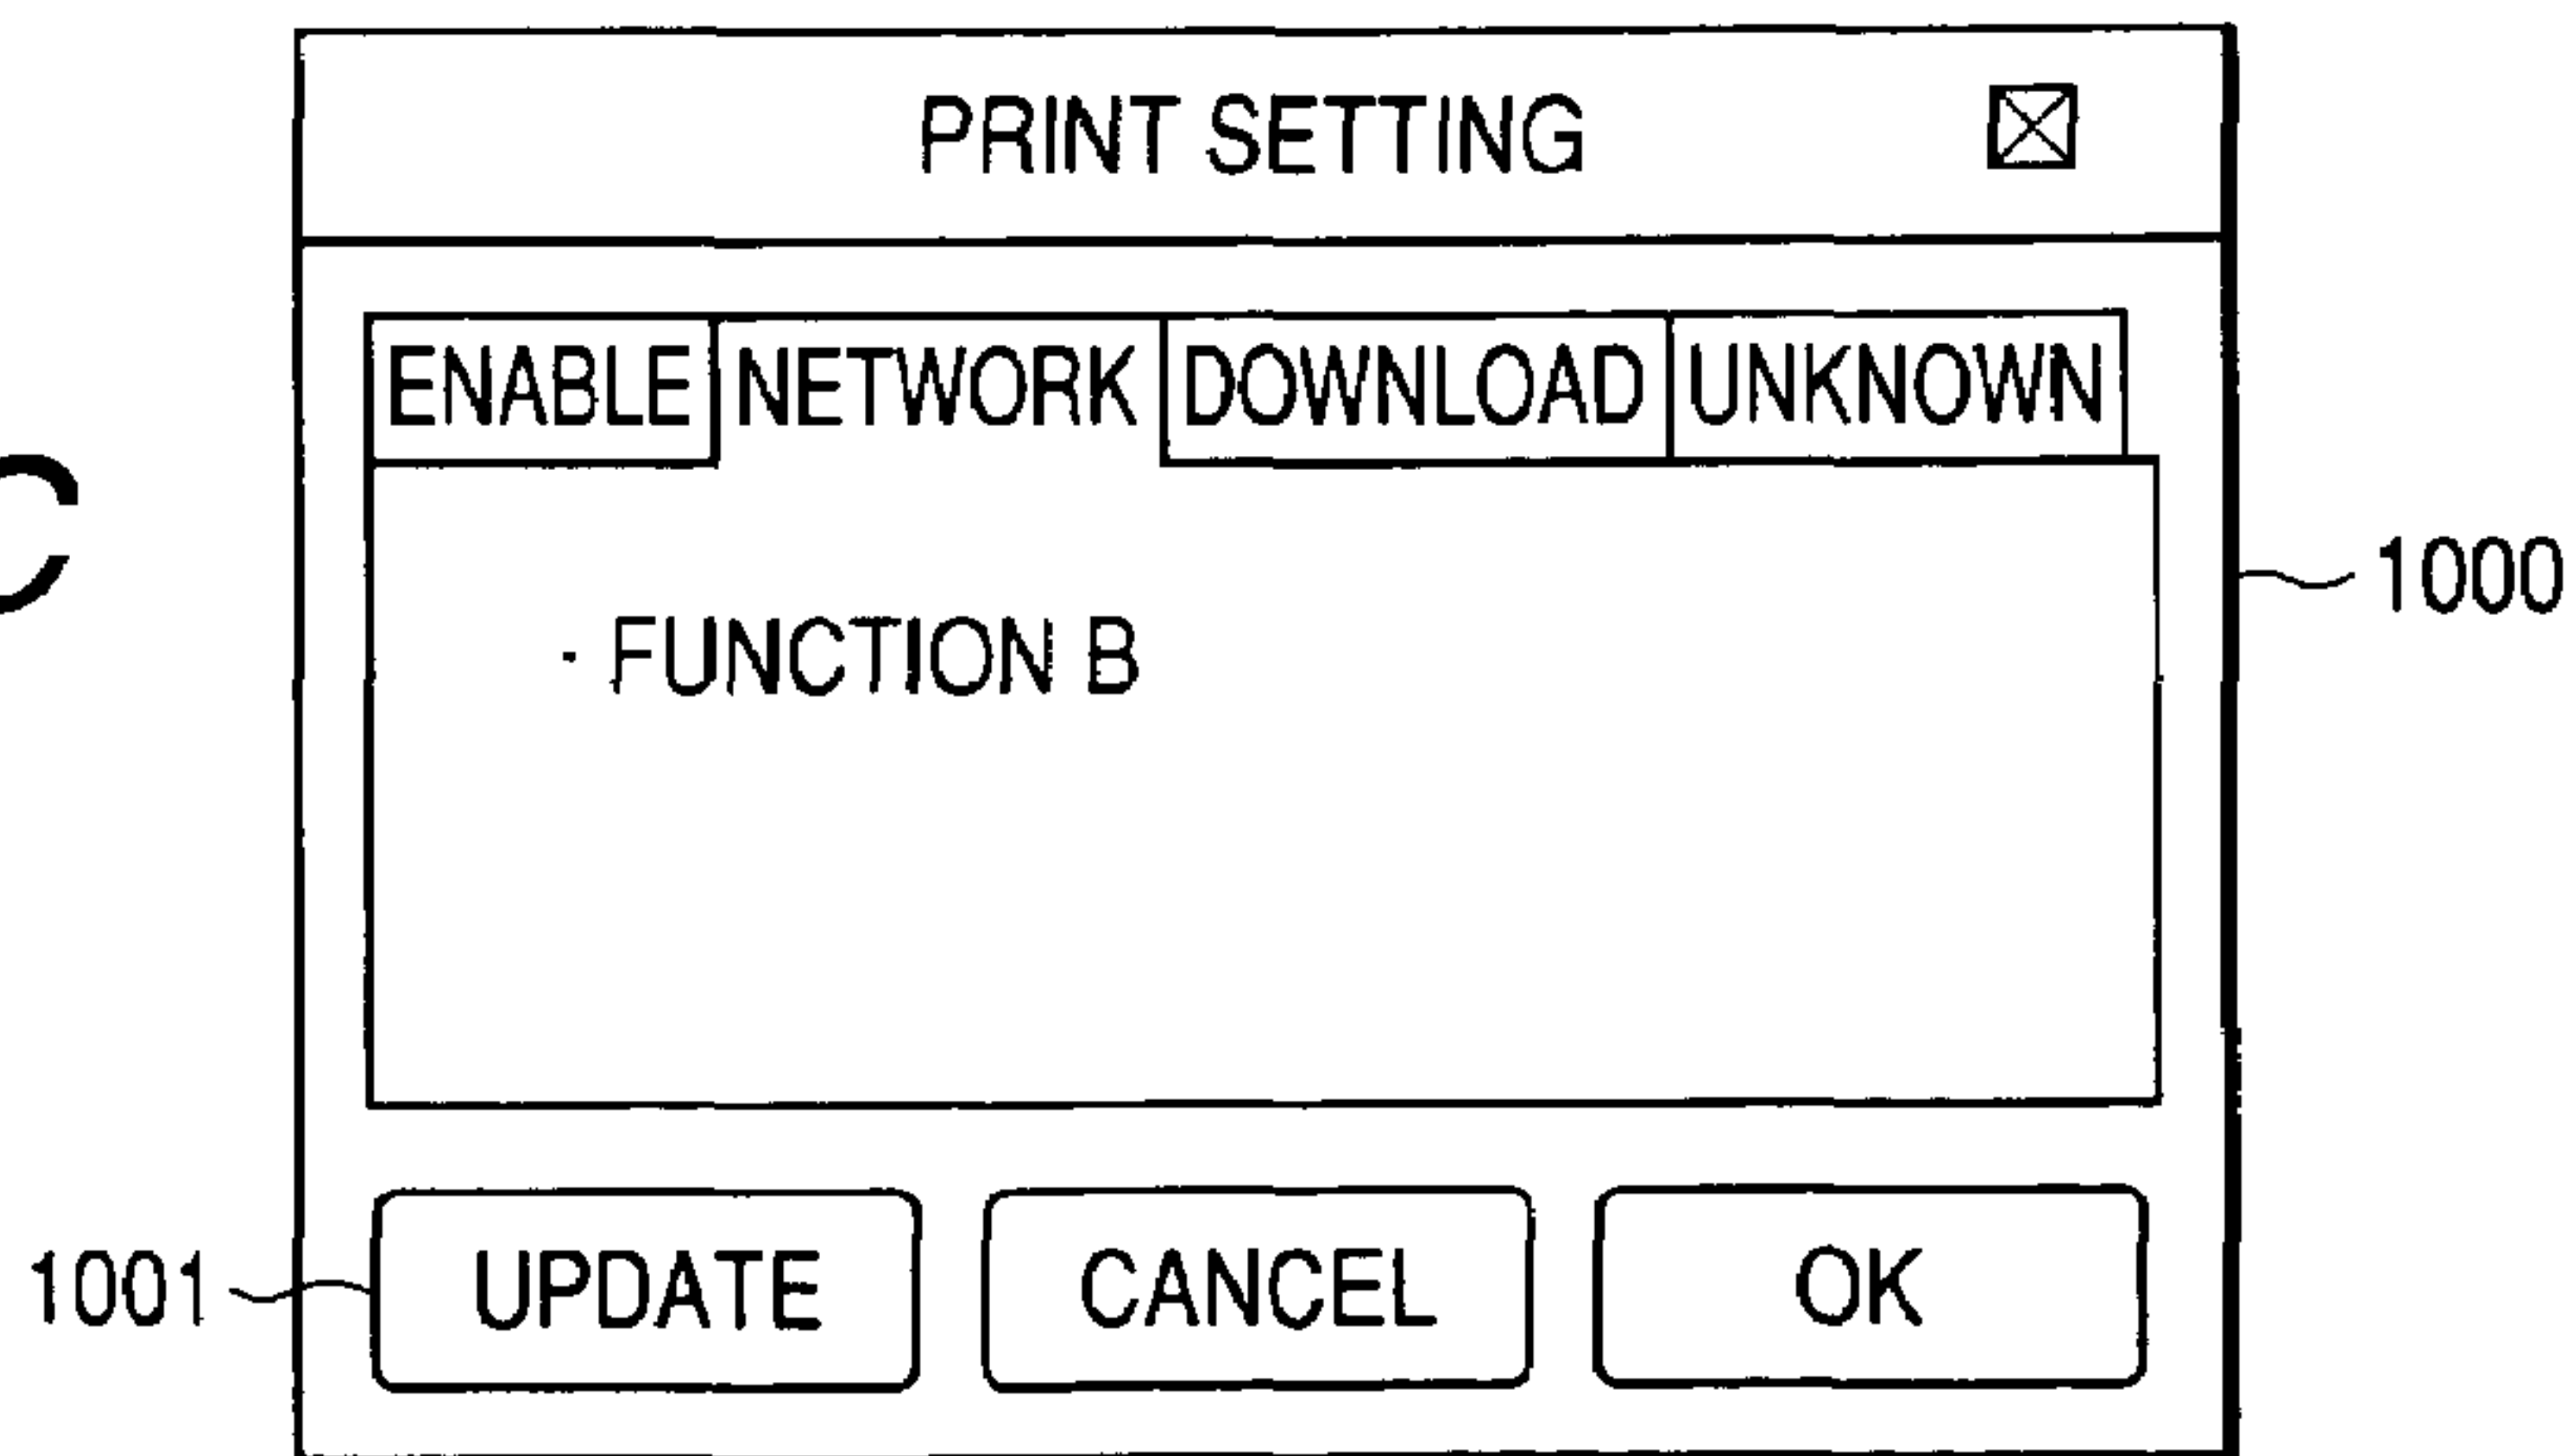 PRINT SETTING
ENABLE NETWORK DOWNLOAD UNKNOWN
C
1000
· FUNCTION B
1001 UPDATE CANCEL OK